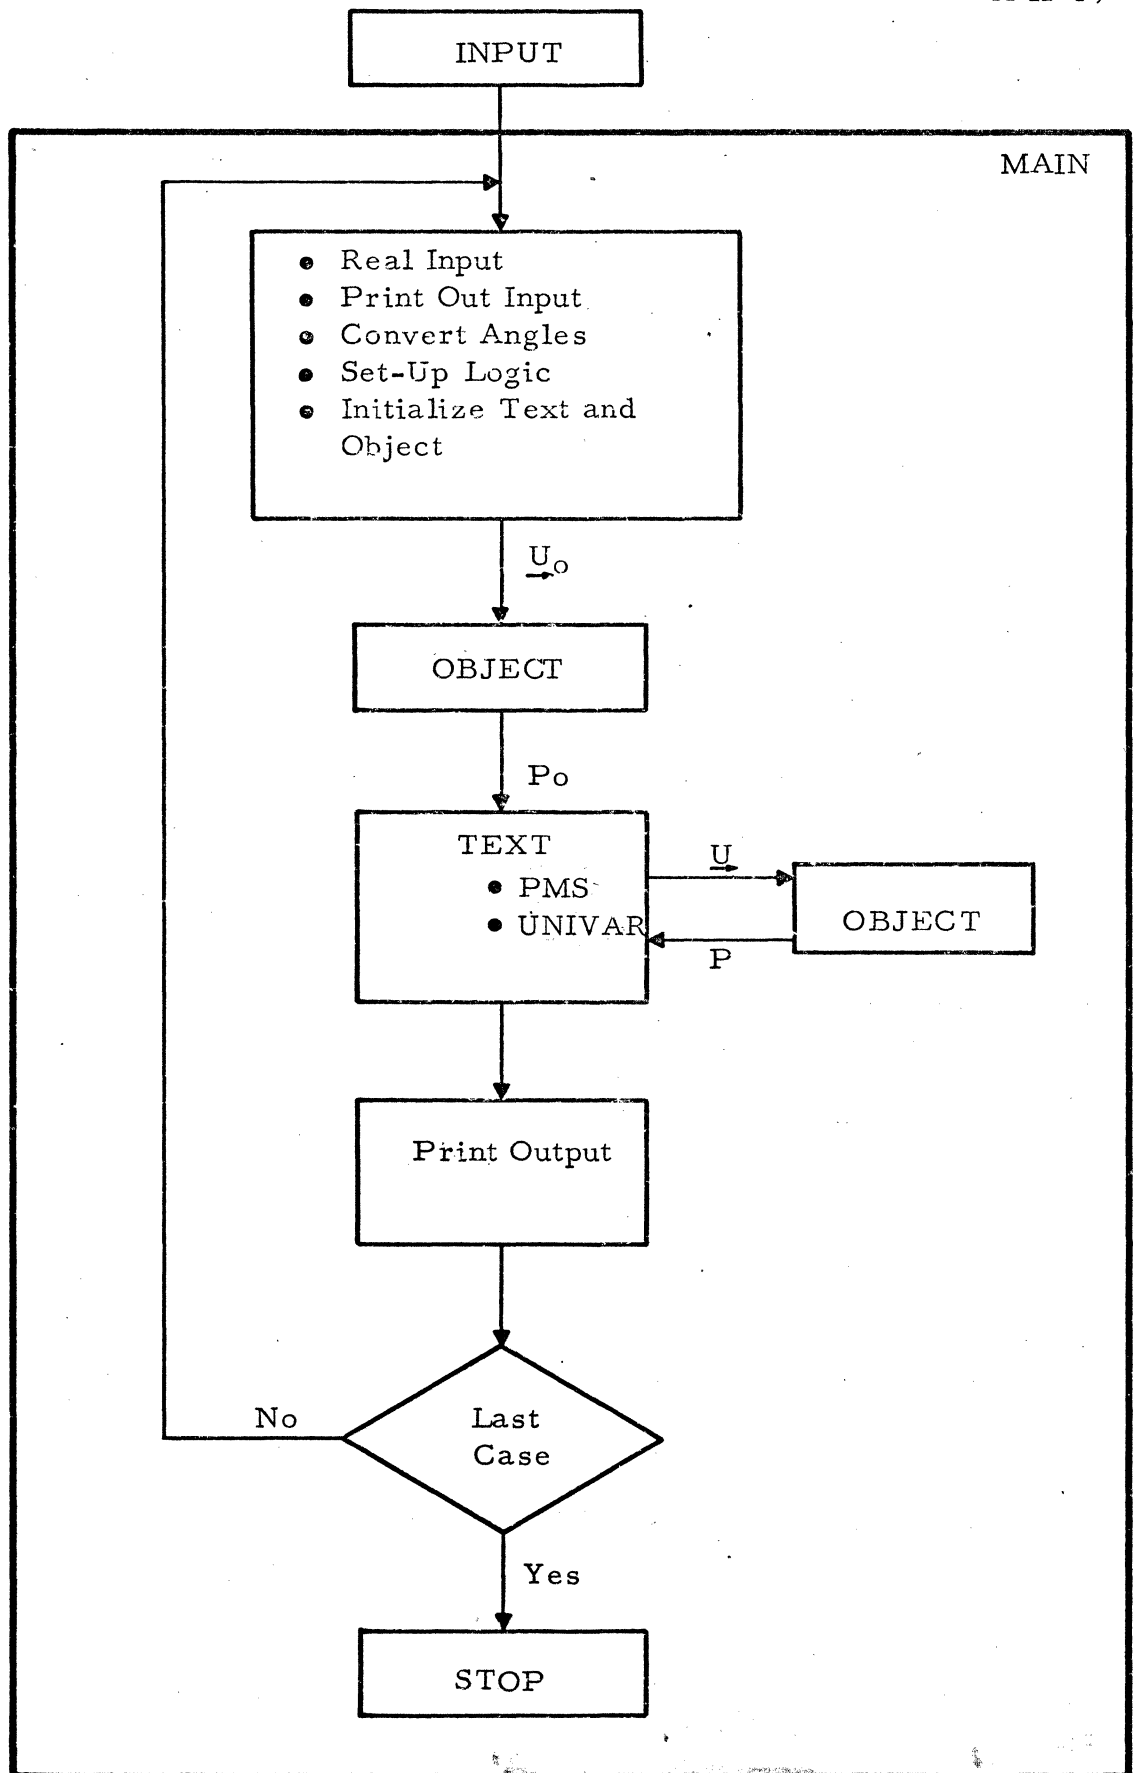 INPUT
MAIN
• Real Input
• Print Out Input
• Convert Angles
• Set-Up Logic
• Initialize Text and
Object
U₀
OBJECT
Po
TEXT
• PMS
• UNIVAR
U
OBJECT
P
Print Output
No
Last
Case
Yes
STOP